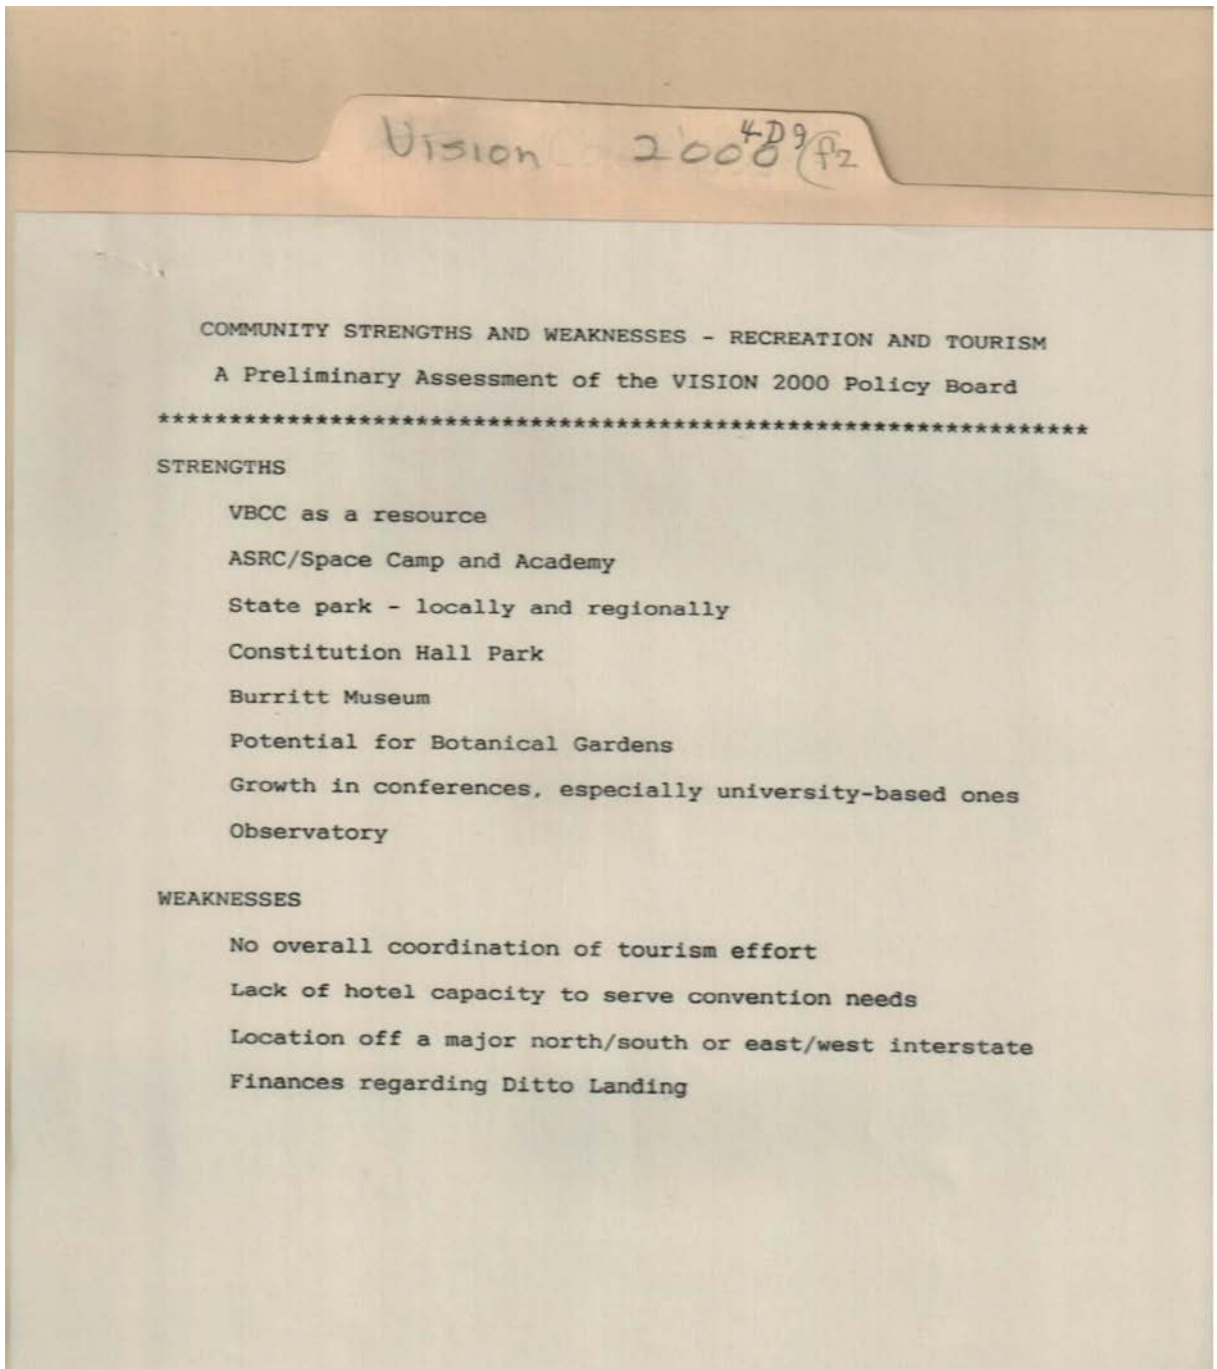 Vision 2000 4D9/f2
COMMUNITY STRENGTHS AND WEAKNESSES - RECREATION AND TOURISM
A Preliminary Assessment of the VISION 2000 Policy Board
*****************************************************************
STRENGTHS
VBCC as a resource
ASRC/Space Camp and Academy
State park - locally and regionally
Constitution Hall Park
Burritt Museum
Potential for Botanical Gardens
Growth in conferences, especially university-based ones
Observatory
WEAKNESSES
No overall coordination of tourism effort
Lack of hotel capacity to serve convention needs
Location off a major north/south or east/west interstate
Finances regarding Ditto Landing